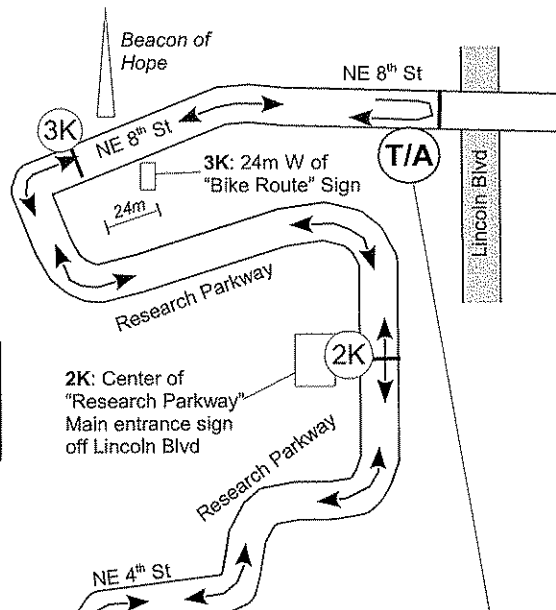 Beacon of
Hope
NE 8th St
3K
NE 8th St
T/A
Lincoln Blvd
3K: 24m W of
"Bike Route" Sign
24m
Research Parkway
2K
2K: Center of
"Research Parkway"
Main entrance sign
off Lincoln Blvd
Research Parkway
NE 4th St